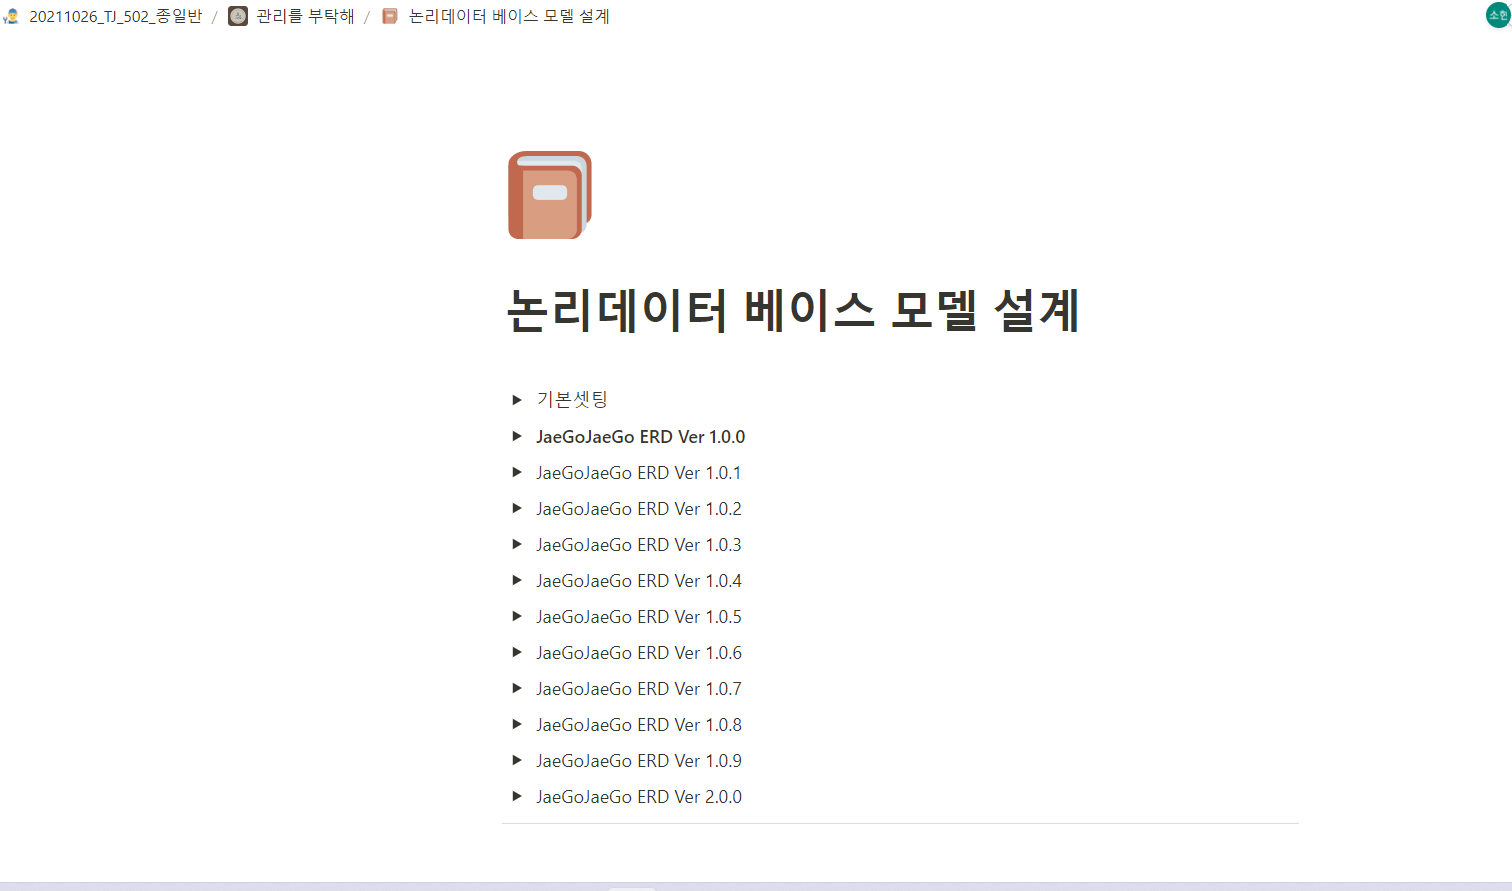 20211026_TJ_502_종일반 / 관리를 부탁해 / 논리데이터 베이스 모델 설계
소현
논리데이터 베이스 모델 설계
기본셋팅
JaeGoJaeGo ERD Ver 1.0.0
JaeGoJaeGo ERD Ver 1.0.1
JaeGoJaeGo ERD Ver 1.0.2
JaeGoJaeGo ERD Ver 1.0.3
JaeGoJaeGo ERD Ver 1.0.4
JaeGoJaeGo ERD Ver 1.0.5
JaeGoJaeGo ERD Ver 1.0.6
JaeGoJaeGo ERD Ver 1.0.7
JaeGoJaeGo ERD Ver 1.0.8
JaeGoJaeGo ERD Ver 1.0.9
JaeGoJaeGo ERD Ver 2.0.0